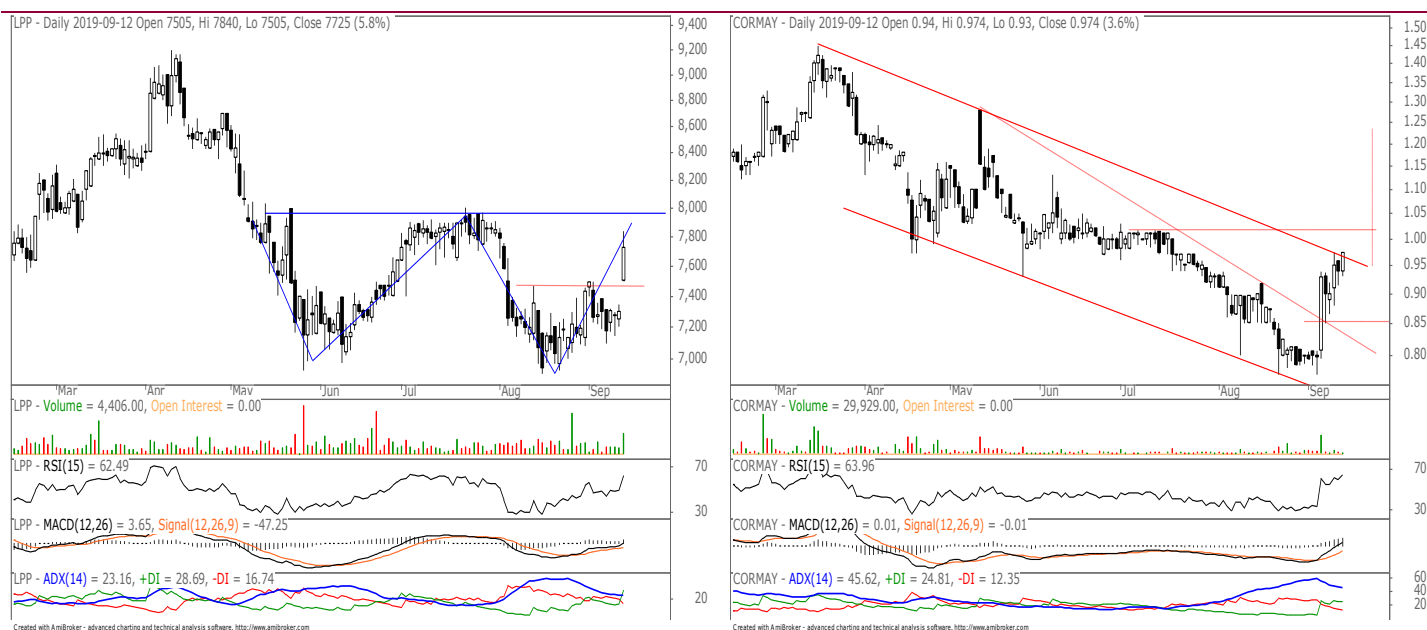 LPP - Daily 2019-09-12 Open 7505, Hi 7840, Lo 7505, Close 7725 (5.8%)
9,400
9,200
9,000
8,800
8,600
8,400
8,200
8,000
7,800
7,600
7,400
7,200
7,000
Mar Apr May Jun Jul Aug Sep
LPP - Volume = 4,406.00, Open Interest = 0.00
LPP - RSI(15) = 62.49
70
30
LPP - MACD(12,26) = 3.65, Signal(12,26,9) = -47.25
LPP - ADX(14) = 23.16, +DI = 28.69, -DI = 16.74
20
Created with AmiBroker - advanced charting and technical analysis software. http://www.amibroker.com
CORMAY - Daily 2019-09-12 Open 0.94, Hi 0.974, Lo 0.93, Close 0.974 (3.6%)
1.50
1.45
1.40
1.35
1.30
1.25
1.20
1.15
1.10
1.05
1.00
0.95
0.90
0.85
0.80
Mar Apr May Jun Jul Aug Sep
CORMAY - Volume = 29,929.00, Open Interest = 0.00
CORMAY - RSI(15) = 63.96
70
30
CORMAY - MACD(12,26) = 0.01, Signal(12,26,9) = -0.01
CORMAY - ADX(14) = 45.62, +DI = 24.81, -DI = 12.35
60
40
20
Created with AmiBroker - advanced charting and technical analysis software. http://www.amibroker.com